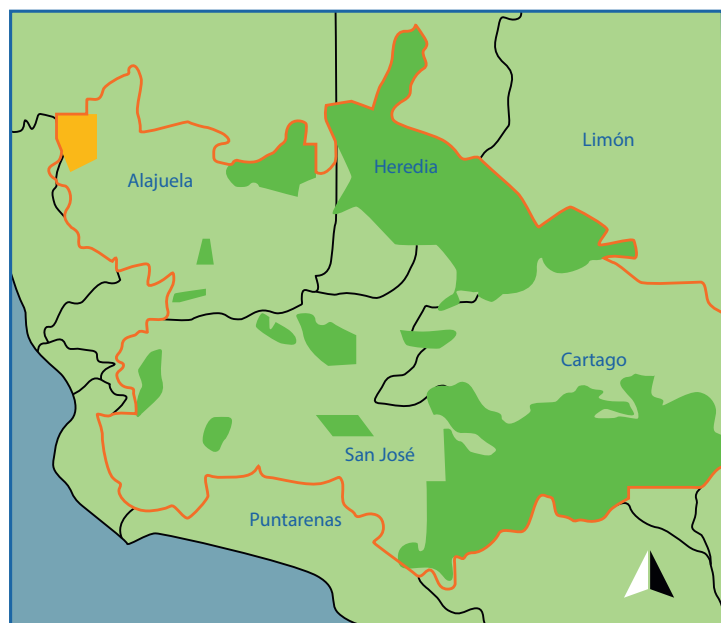 Limón
Heredia
Alajuela
Cartago
San José
Puntarenas